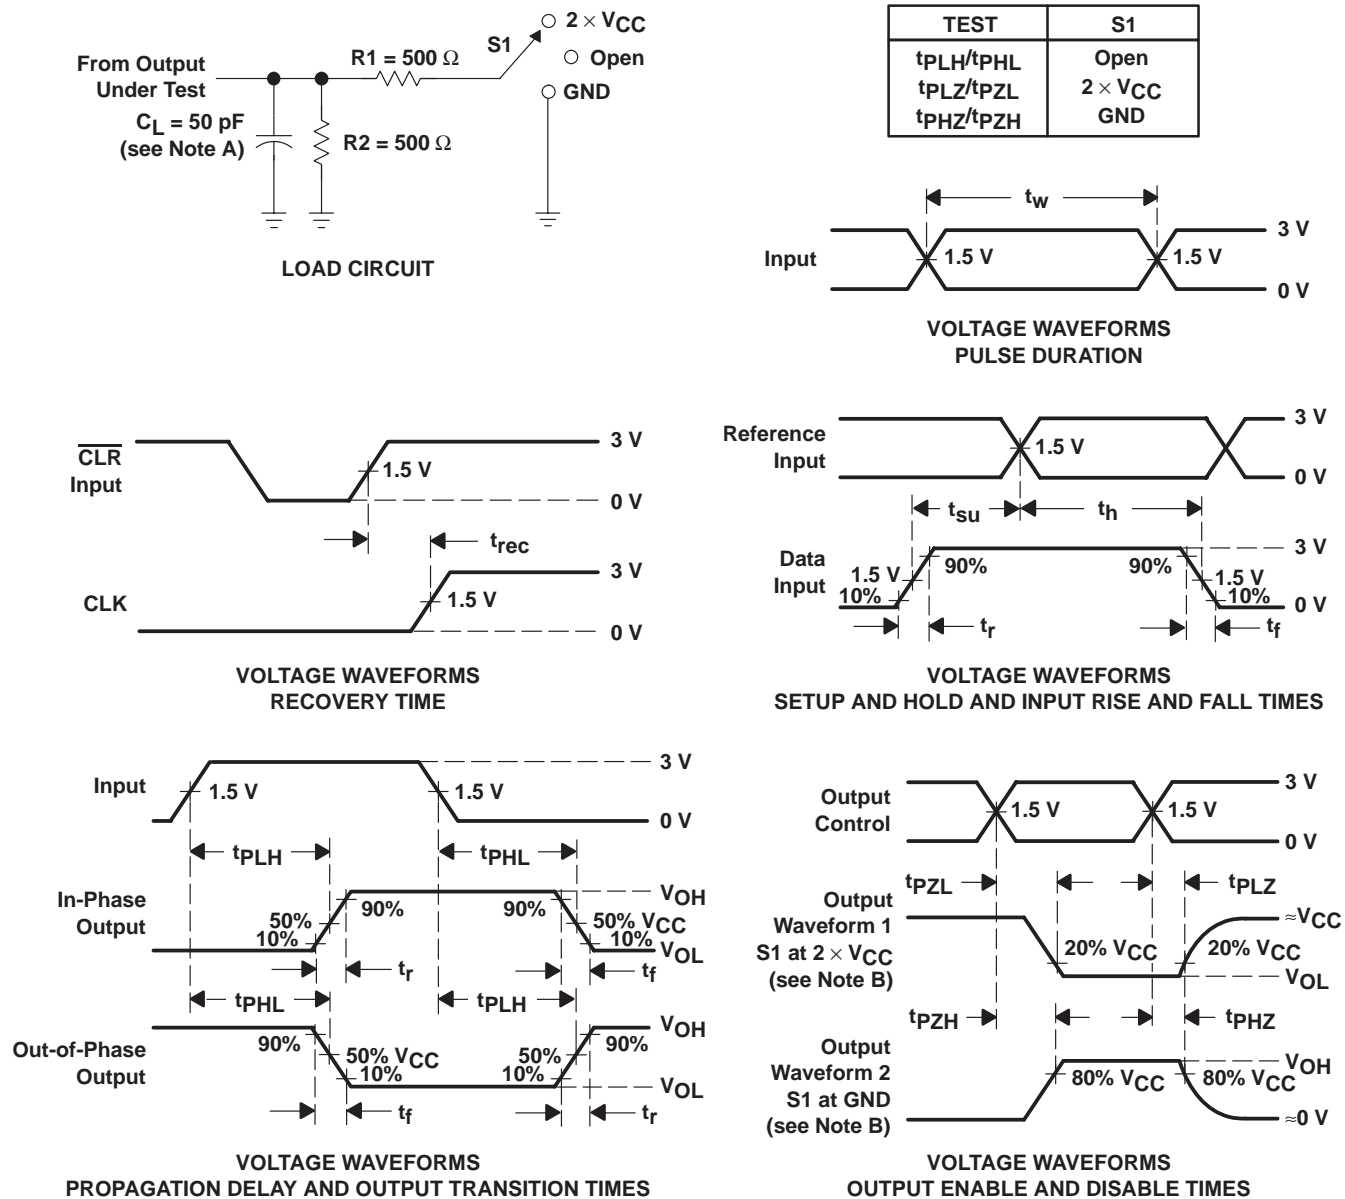 2 × VCC
S1
Open
GND
From Output
Under Test
R1 = 500 Ω
CL = 50 pF
(see Note A)
R2 = 500 Ω
LOAD CIRCUIT
TEST S1
tPLH/tPHL Open
tPLZ/tPZL 2 × VCC
tPHZ/tPZH GND
tw
Input
3 V
1.5 V 1.5 V
0 V
VOLTAGE WAVEFORMS
PULSE DURATION
CLR
Input
3 V
1.5 V
0 V
trec
CLK
3 V
1.5 V
0 V
VOLTAGE WAVEFORMS
RECOVERY TIME
Reference
Input
3 V
1.5 V
0 V
tsu th
Data
Input
3 V
90% 90%
1.5 V 1.5 V
10% 10%
0 V
tr tf
VOLTAGE WAVEFORMS
SETUP AND HOLD AND INPUT RISE AND FALL TIMES
Input
3 V
1.5 V 1.5 V
0 V
tPLH tPHL
In-Phase
Output
VOH
90% 90%
50% 50% VCC
10% 10%
VOL
tr tf
tPHL tPLH
Out-of-Phase
Output
VOH
90% 90%
50% VCC 50%
10% 10%
VOL
tf tr
VOLTAGE WAVEFORMS
PROPAGATION DELAY AND OUTPUT TRANSITION TIMES
Output
Control
3 V
1.5 V 1.5 V
0 V
tPZL tPLZ
Output
Waveform 1
S1 at 2 × VCC
(see Note B)
≈VCC
20% VCC 20% VCC
VOL
tPZH tPHZ
Output
Waveform 2
S1 at GND
(see Note B)
VOH
80% VCC 80% VCC
≈0 V
VOLTAGE WAVEFORMS
OUTPUT ENABLE AND DISABLE TIMES